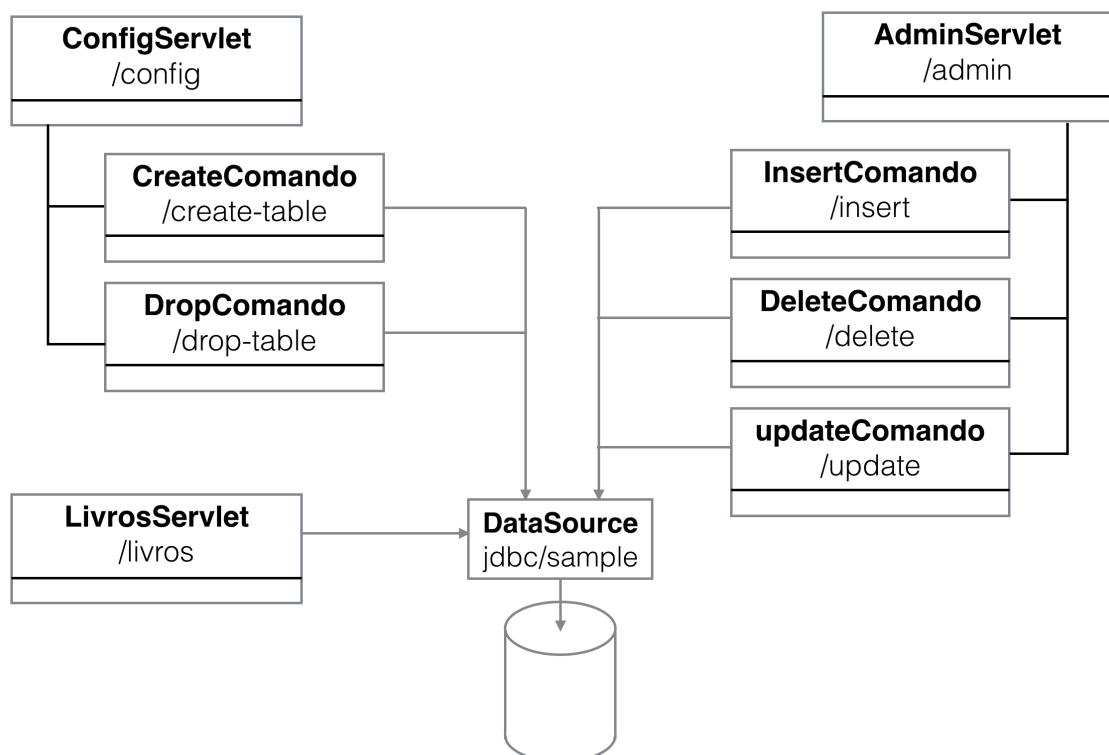 ConfigServlet
/config
AdminServlet
/admin
CreateComando
/create-table
InsertComando
/insert
DropComando
/drop-table
DeleteComando
/delete
updateComando
/update
LivrosServlet
/livros
DataSource
jdbc/sample